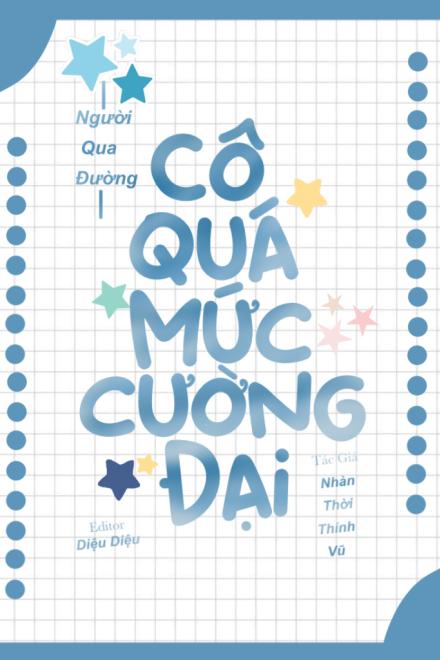 Người
Qua
Đường
CÔ
QUÁ
MỨC
CƯỜNG
ĐẠI
Tác Giả
Nhàn
Thời
Thính
Vũ
Editor
Diệu Diệu